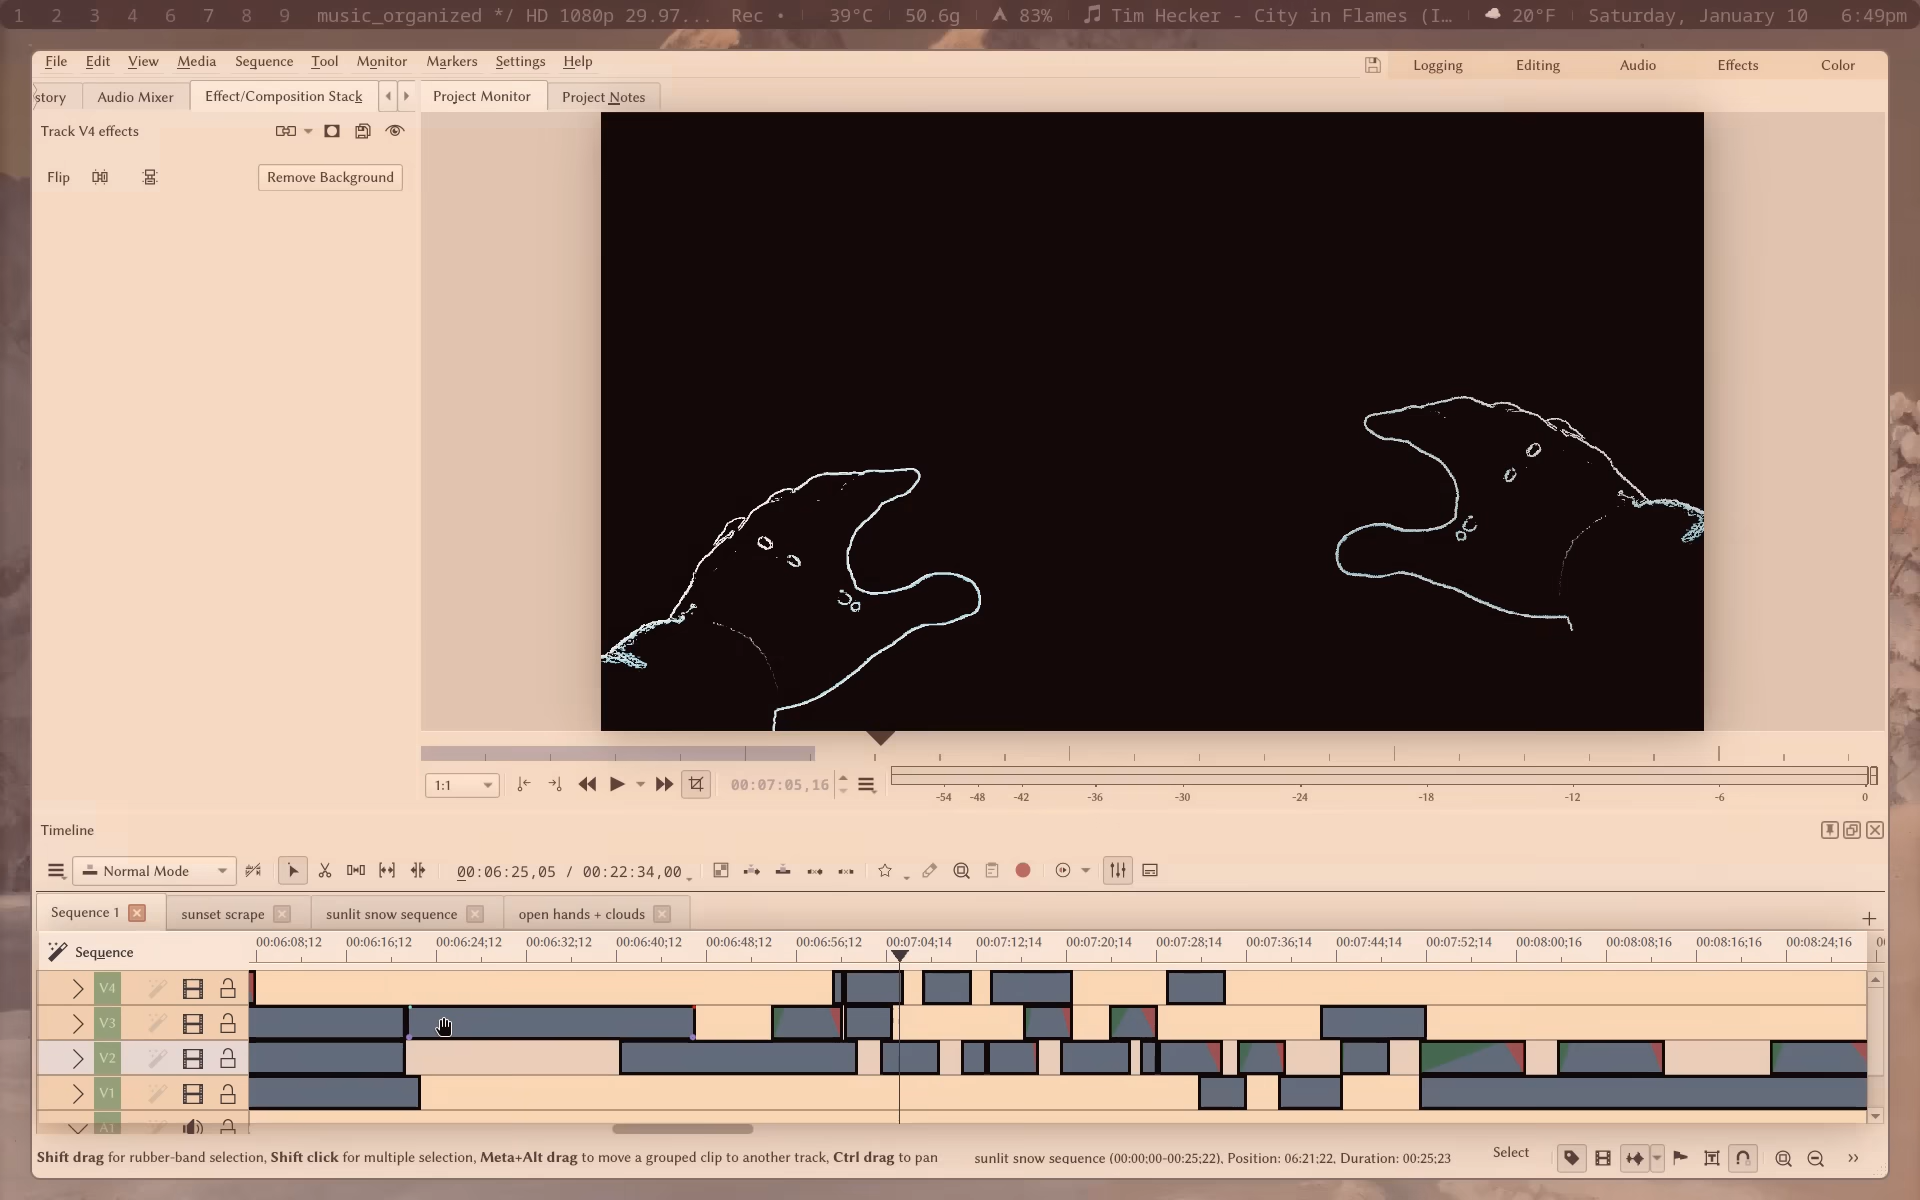 1 2 3 4 6 7 8 9 music_organized */ HD 1080p 29.97... Rec • 39°C 50.6g 83% Tim Hecker - City in Flames (I… 20°F Saturday, January 10 6:49pm
File Edit View Media Sequence Tool Monitor Markers Settings Help
Logging Editing Audio Effects Color
story Audio Mixer Effect/Composition Stack Project Monitor Project Notes
Track V4 effects
Flip Remove Background
1:1 00:07:05,16
-54 -48 -42 -36 -30 -24 -18 -12 -6 0
Timeline
Normal Mode 00:06:25,05 / 00:22:34,00
Sequence 1 sunset scrape sunlit snow sequence open hands + clouds
Sequence 00:06:08;12 00:06:16;12 00:06:24;12 00:06:32;12 00:06:40;12 00:06:48;12 00:06:56;12 00:07:04;14 00:07:12;14 00:07:20;14 00:07:28;14 00:07:36;14 00:07:44;14 00:07:52;14 00:08:00;16 00:08:08;16 00:08:16;16 00:08:24;16
V4
V3
V2
V1
A1
Shift drag for rubber-band selection, Shift click for multiple selection, Meta+Alt drag to move a grouped clip to another track, Ctrl drag to pan sunlit snow sequence (00:00;00-00:25;22), Position: 06:21;22, Duration: 00:25;23 Select